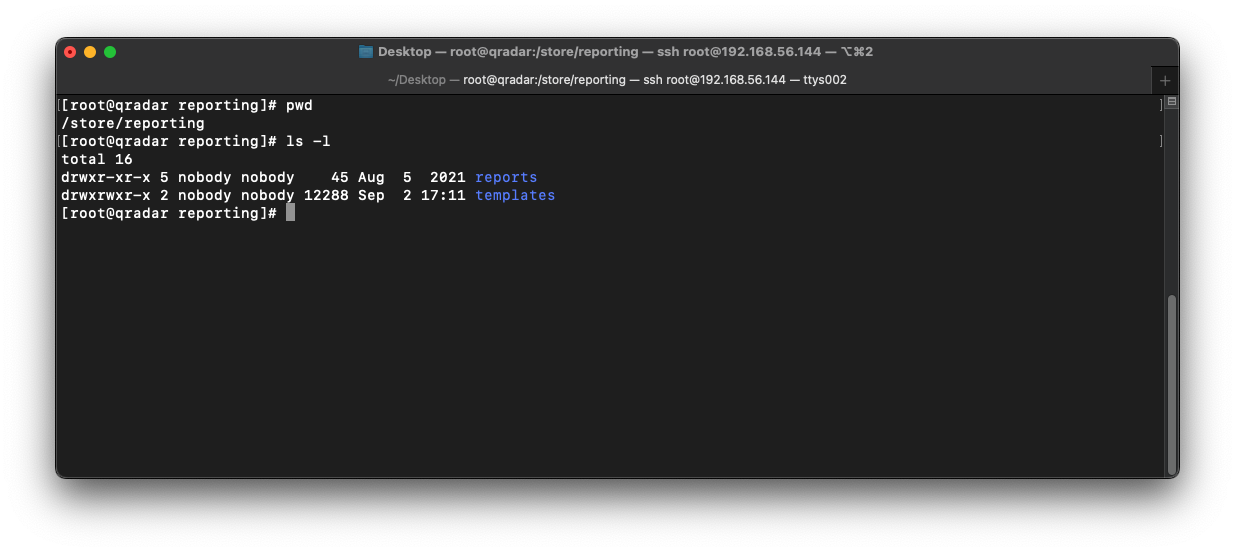 Desktop — root@qradar:/store/reporting — ssh root@192.168.56.144 — ⌥⌘2
~/Desktop — root@qradar:/store/reporting — ssh root@192.168.56.144 — ttys002
[[root@qradar reporting]# pwd ]
/store/reporting
[[root@qradar reporting]# ls -l ]
total 16
drwxr-xr-x 5 nobody nobody    45 Aug  5  2021 reports
drwxrwxr-x 2 nobody nobody 12288 Sep  2 17:11 templates
[root@qradar reporting]#